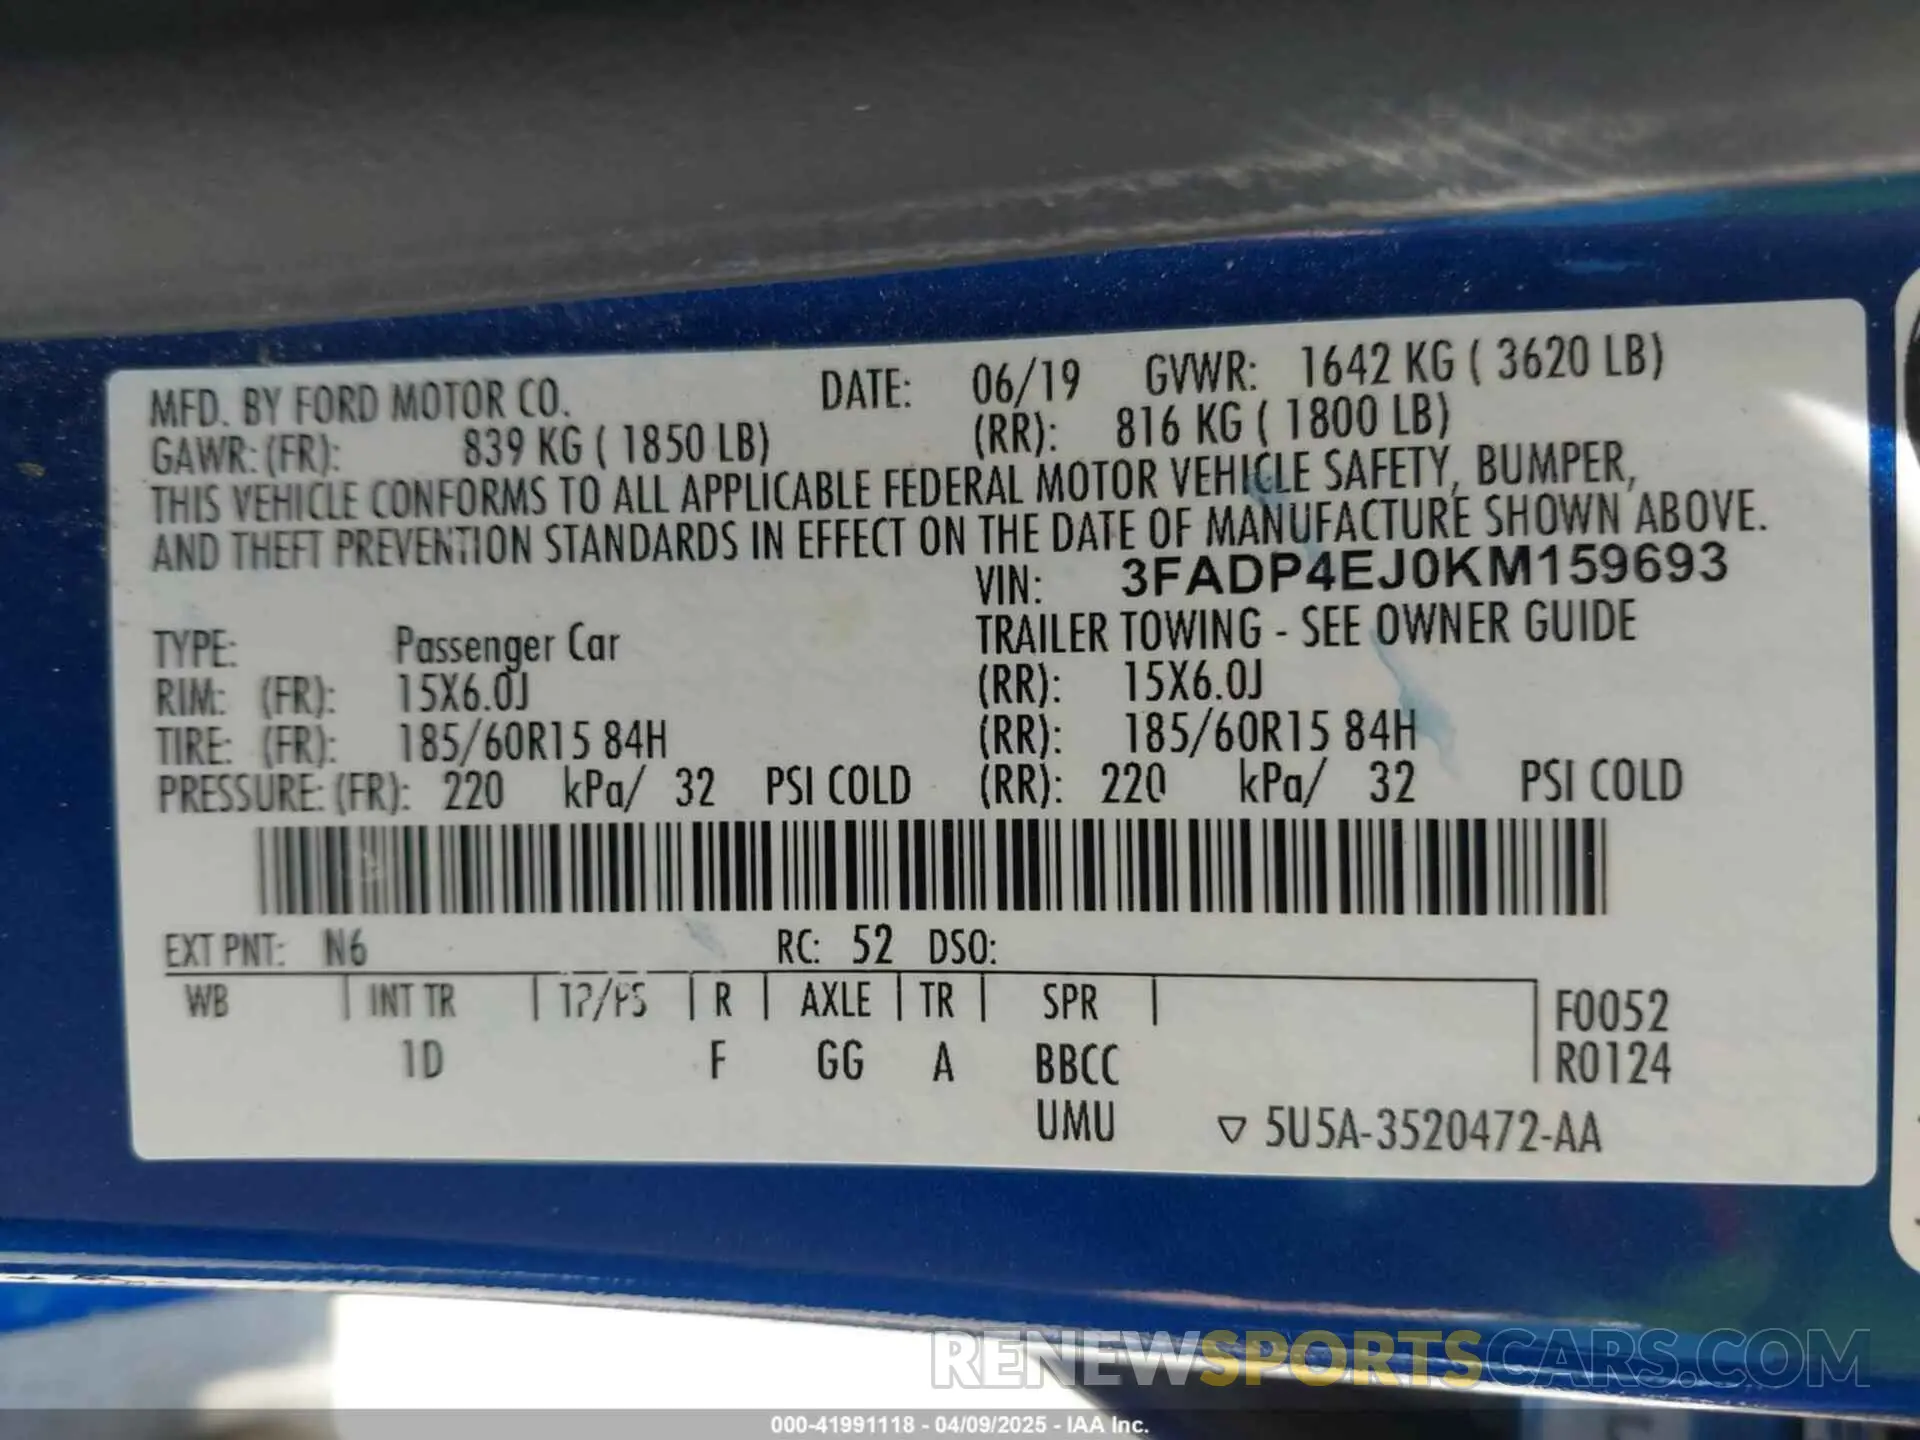 MFD. BY FORD MOTOR CO. DATE: 06/19 GVWR: 1642 KG ( 3620 LB)
GAWR: (FR): 839 KG ( 1850 LB) (RR): 816 KG ( 1800 LB)
THIS VEHICLE CONFORMS TO ALL APPLICABLE FEDERAL MOTOR VEHICLE SAFETY, BUMPER,
AND THEFT PREVENTION STANDARDS IN EFFECT ON THE DATE OF MANUFACTURE SHOWN ABOVE.
VIN: 3FADP4EJ0KM159693
TYPE: Passenger Car TRAILER TOWING - SEE OWNER GUIDE
RIM: (FR): 15X6.0J (RR): 15X6.0J
TIRE: (FR): 185/60R15 84H (RR): 185/60R15 84H
PRESSURE: (FR): 220 kPa/ 32 PSI COLD (RR): 220 kPa/ 32 PSI COLD
EXT PNT: N6 RC: 52 DSO:
WB | INT TR | TP/PS | R | AXLE | TR | SPR | F0052
1D F GG A BBCC R0124
UMU ▽ 5U5A-3520472-AA
RENEWSPORTSCARS.COM
000-41991118 - 04/09/2025 - IAA Inc.